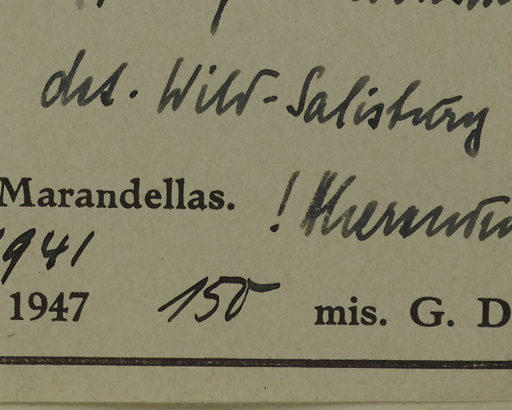 det. Wild-Salisbury
Marandellas. !
1941
1947 150 mis. G. D